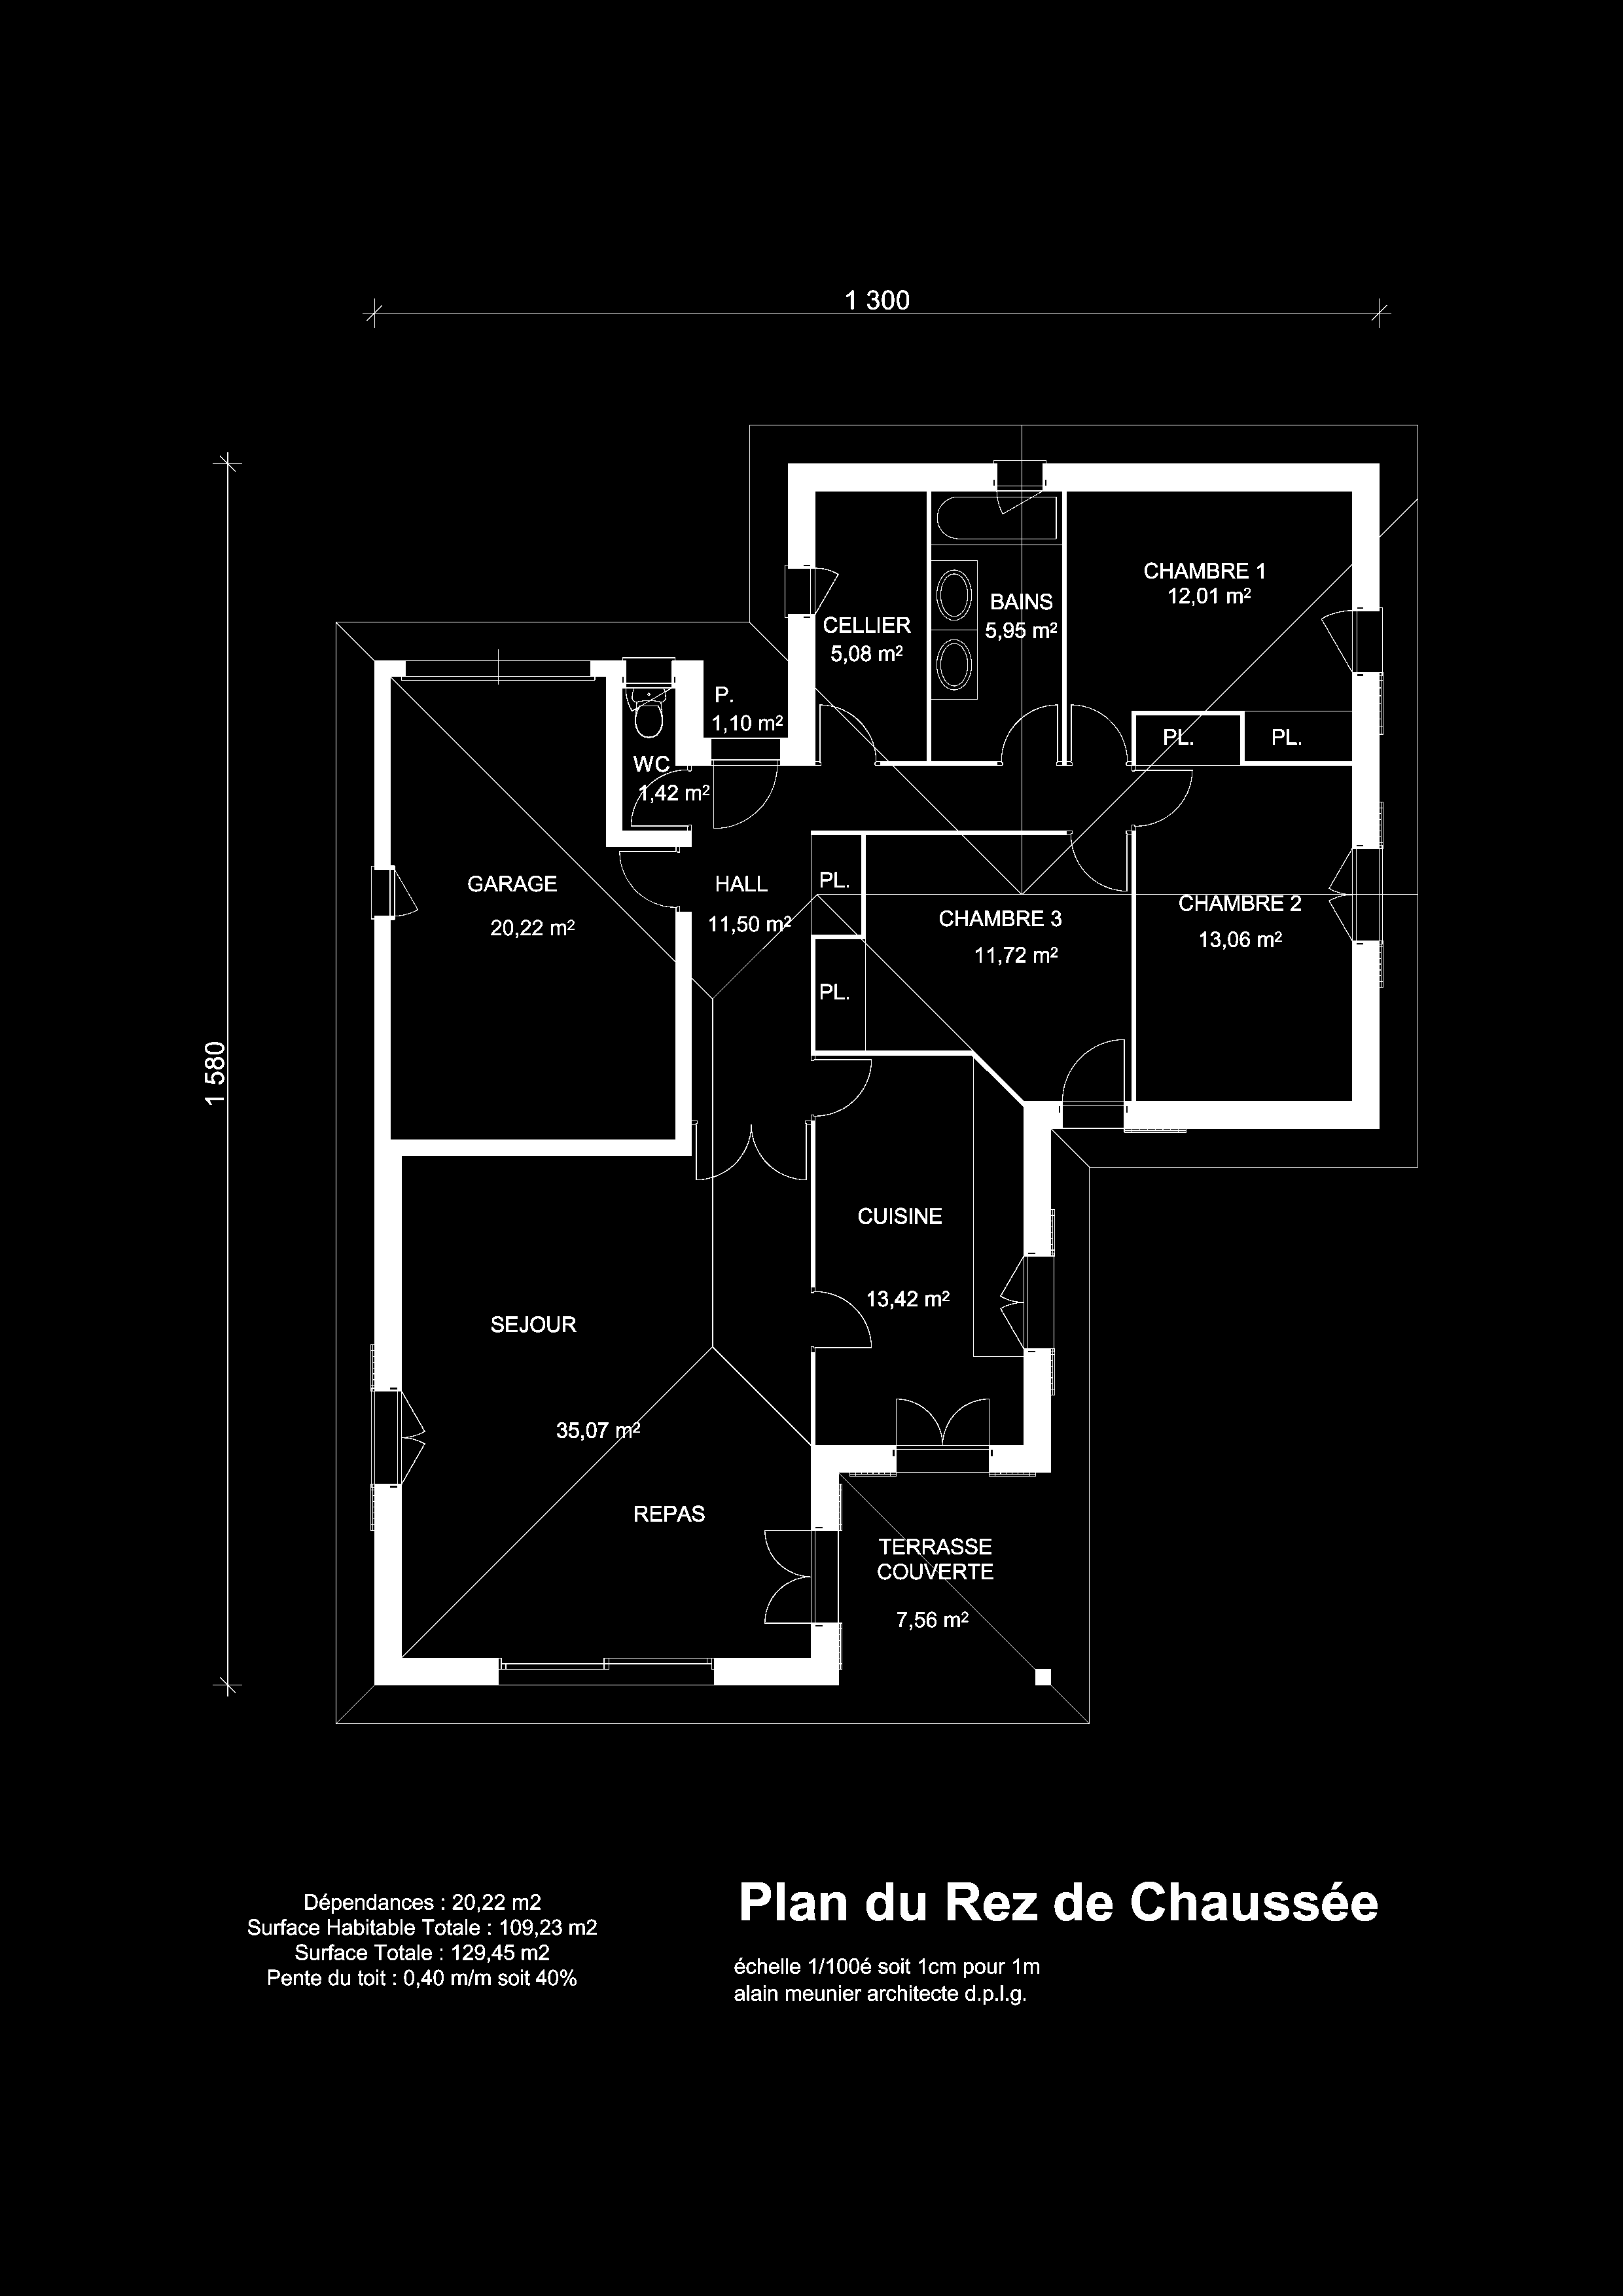 1 300
CHAMBRE 1
12,01 m²
BAINS
5,95 m²
CELLIER
5,08 m²
P.
1,10 m²
PL.
PL.
WC
1,42 m²
GARAGE
20,22 m²
HALL
11,50 m²
PL.
CHAMBRE 3
11,72 m²
CHAMBRE 2
13,06 m²
PL.
1 580
CUISINE
13,42 m²
SEJOUR
35,07 m²
REPAS
TERRASSE
COUVERTE
7,56 m²
Dépendances : 20,22 m2
Surface Habitable Totale : 109,23 m2
Surface Totale : 129,45 m2
Pente du toit : 0,40 m/m soit 40%
Plan du Rez de Chaussée
échelle 1/100é soit 1cm pour 1m
alain meunier architecte d.p.l.g.